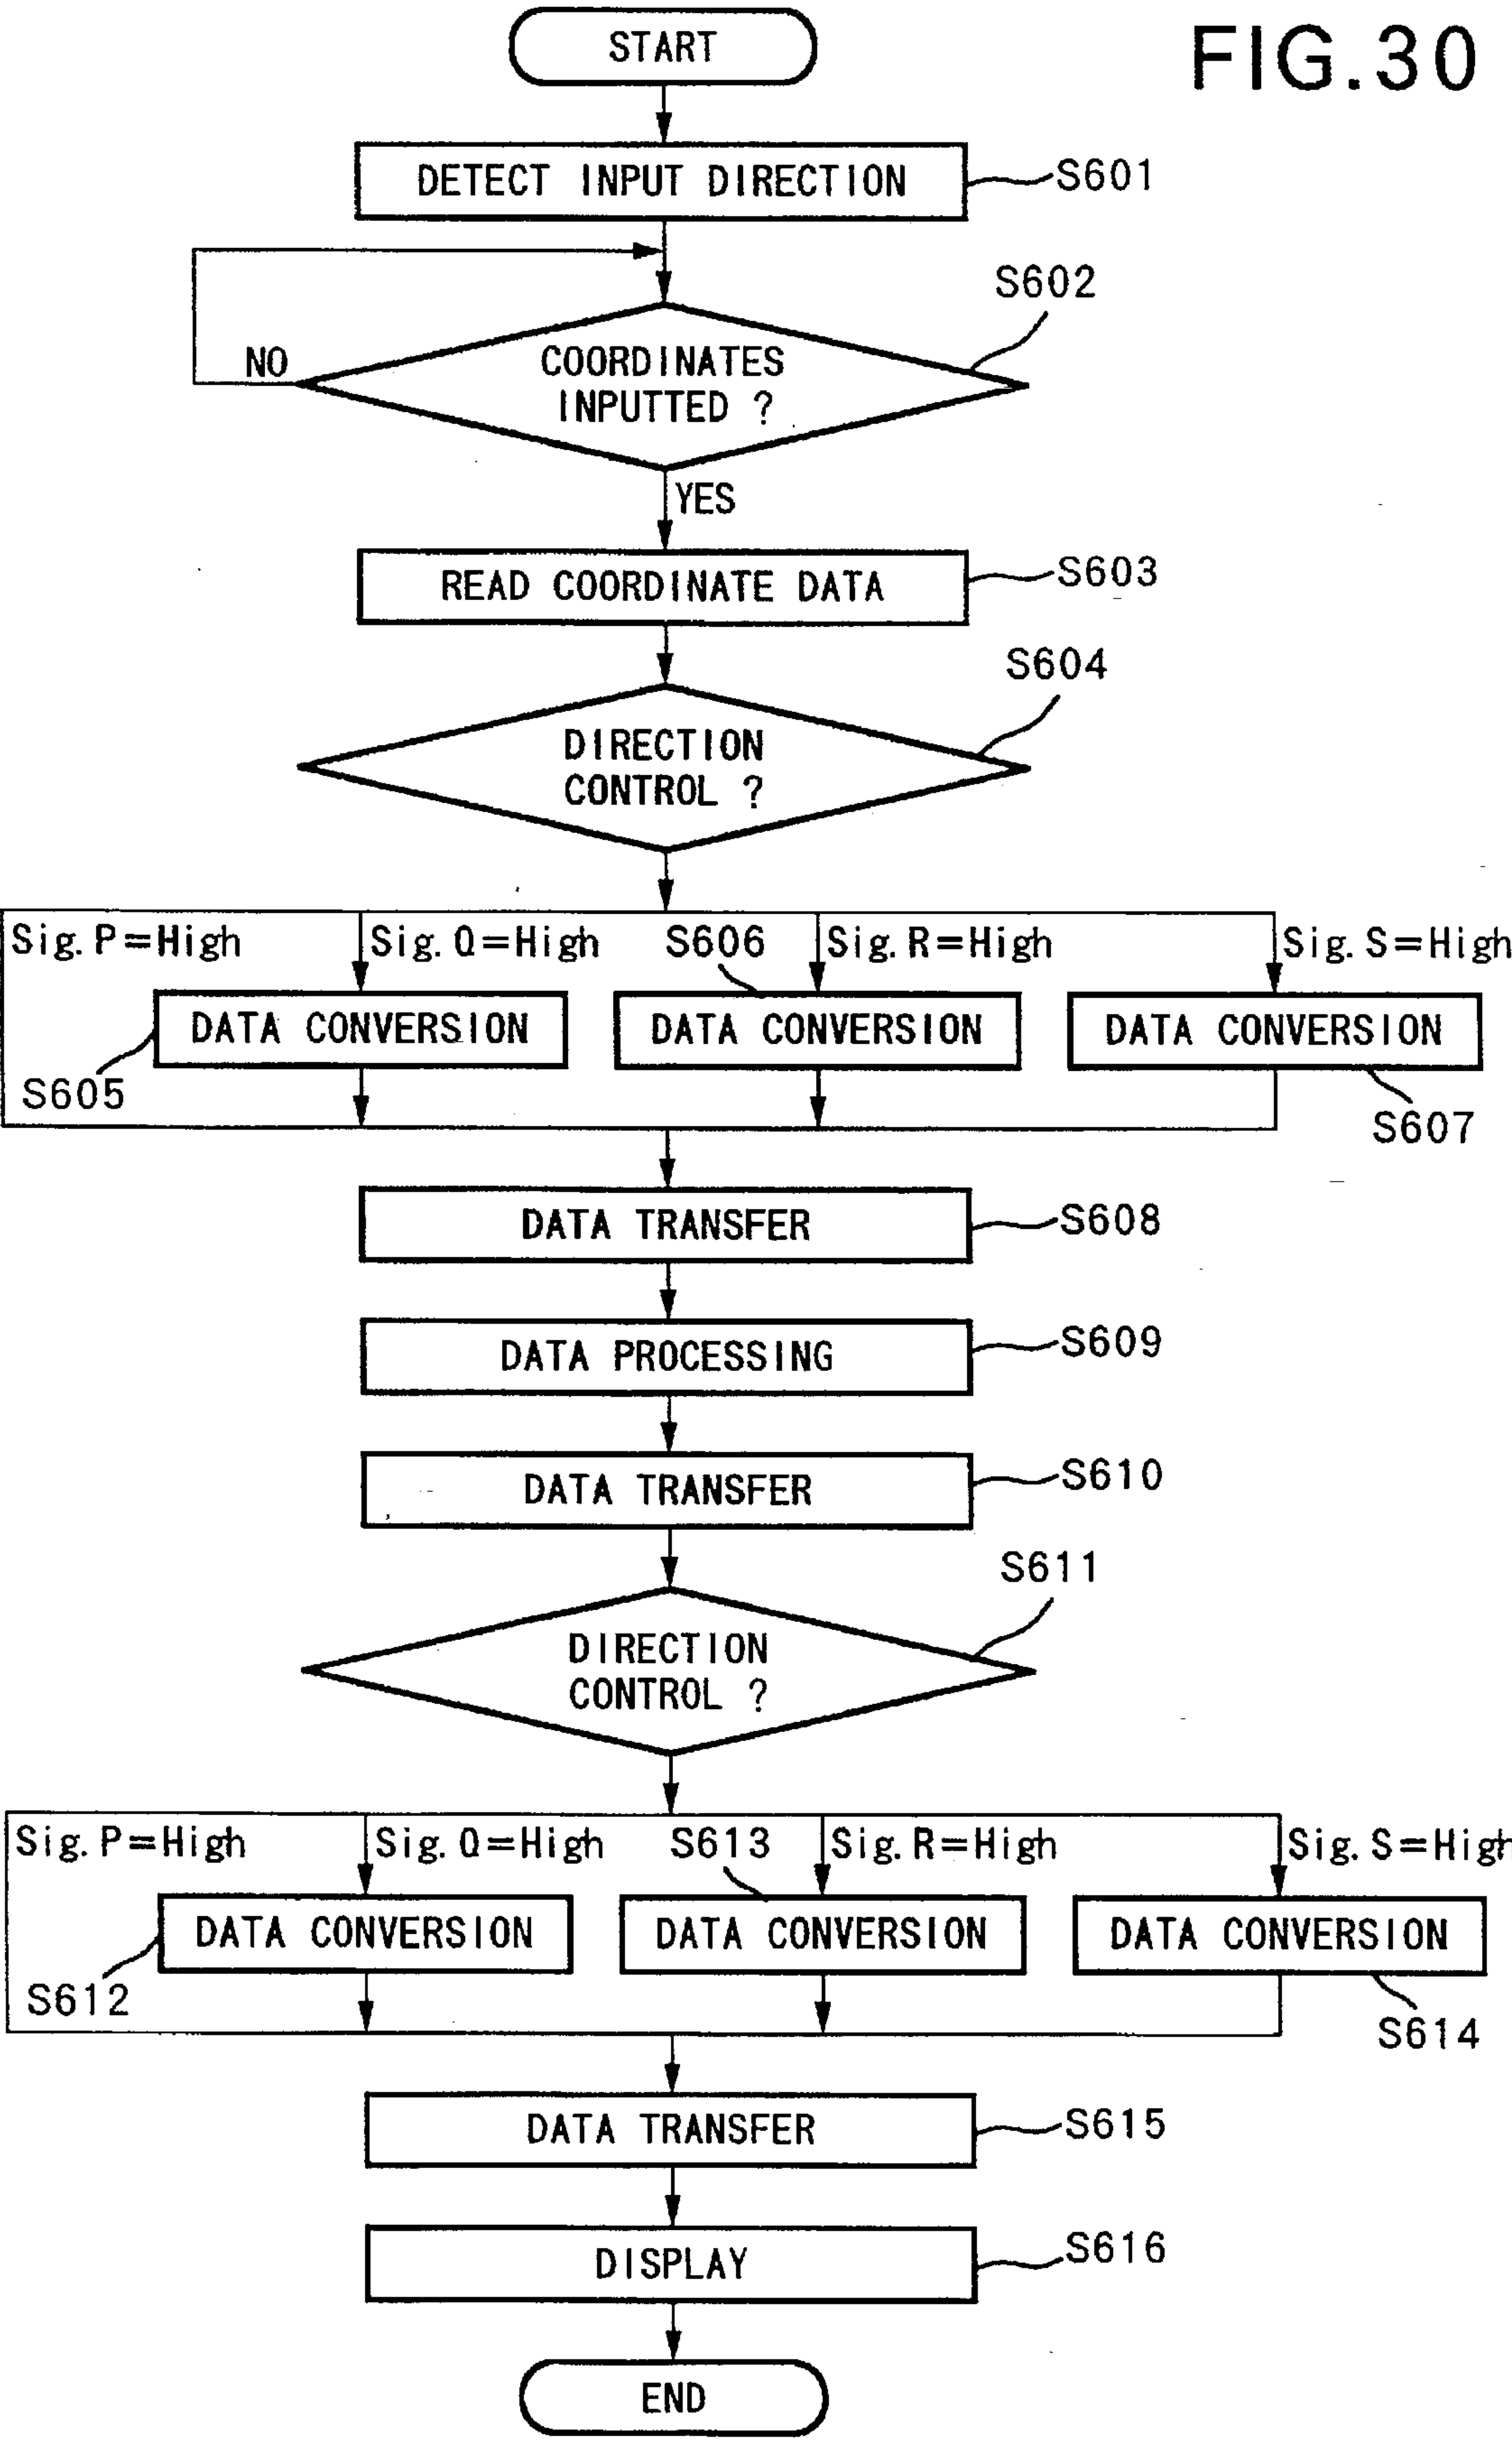 FIG.30
START
DETECT INPUT DIRECTION
S601
S602
COORDINATES
INPUTTED ?
NO
YES
READ COORDINATE DATA
S603
S604
DIRECTION
CONTROL ?
Sig. P=High
Sig. Q=High
S606
Sig. R=High
Sig. S=High
DATA CONVERSION
DATA CONVERSION
DATA CONVERSION
S605
S607
DATA TRANSFER
S608
DATA PROCESSING
S609
DATA TRANSFER
S610
S611
DIRECTION
CONTROL ?
Sig. P=High
Sig. Q=High
S613
Sig. R=High
Sig. S=High
DATA CONVERSION
DATA CONVERSION
DATA CONVERSION
S612
S614
DATA TRANSFER
S615
DISPLAY
S616
END